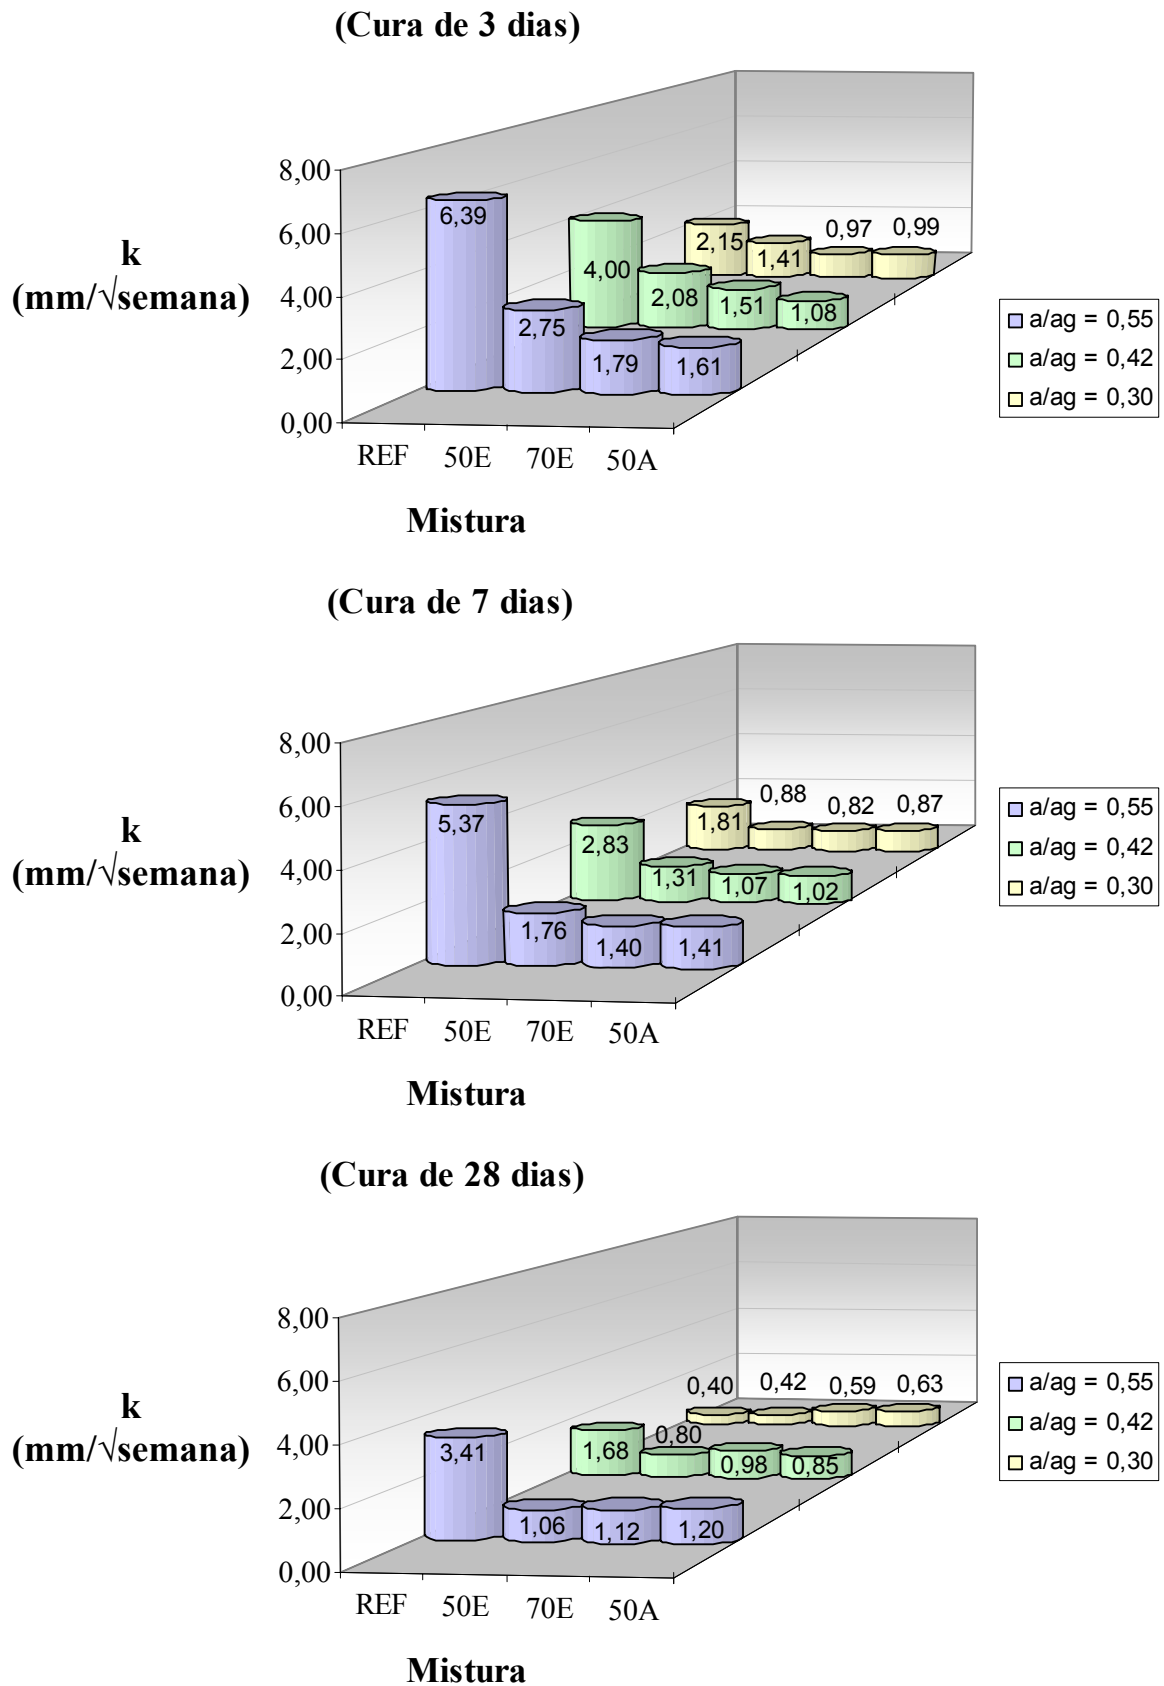 (Cura de 3 dias)
8,00
6,00
4,00
2,00
0,00
k
(mm/√semana)
6,39
2,75
1,79
1,61
4,00
2,08
1,51
1,08
2,15
1,41
0,97
0,99
REF 50E 70E 50A
Mistura
a/ag = 0,55
a/ag = 0,42
a/ag = 0,30
(Cura de 7 dias)
8,00
6,00
4,00
2,00
0,00
k
(mm/√semana)
5,37
1,76
1,40
1,41
2,83
1,31
1,07
1,02
1,81
0,88
0,82
0,87
REF 50E 70E 50A
Mistura
a/ag = 0,55
a/ag = 0,42
a/ag = 0,30
(Cura de 28 dias)
8,00
6,00
4,00
2,00
0,00
k
(mm/√semana)
3,41
1,06
1,12
1,20
1,68
0,80
0,98
0,85
0,40
0,42
0,59
0,63
REF 50E 70E 50A
Mistura
a/ag = 0,55
a/ag = 0,42
a/ag = 0,30